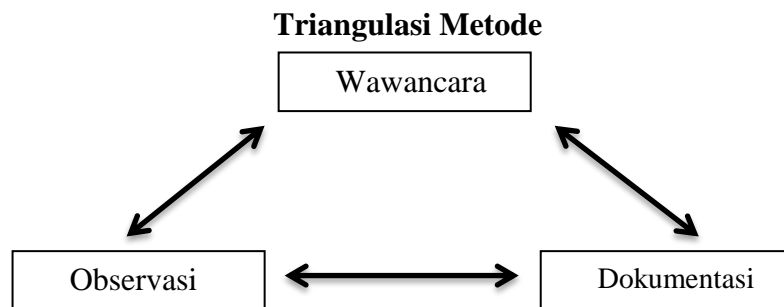 Triangulasi Metode
Wawancara
Observasi
Dokumentasi